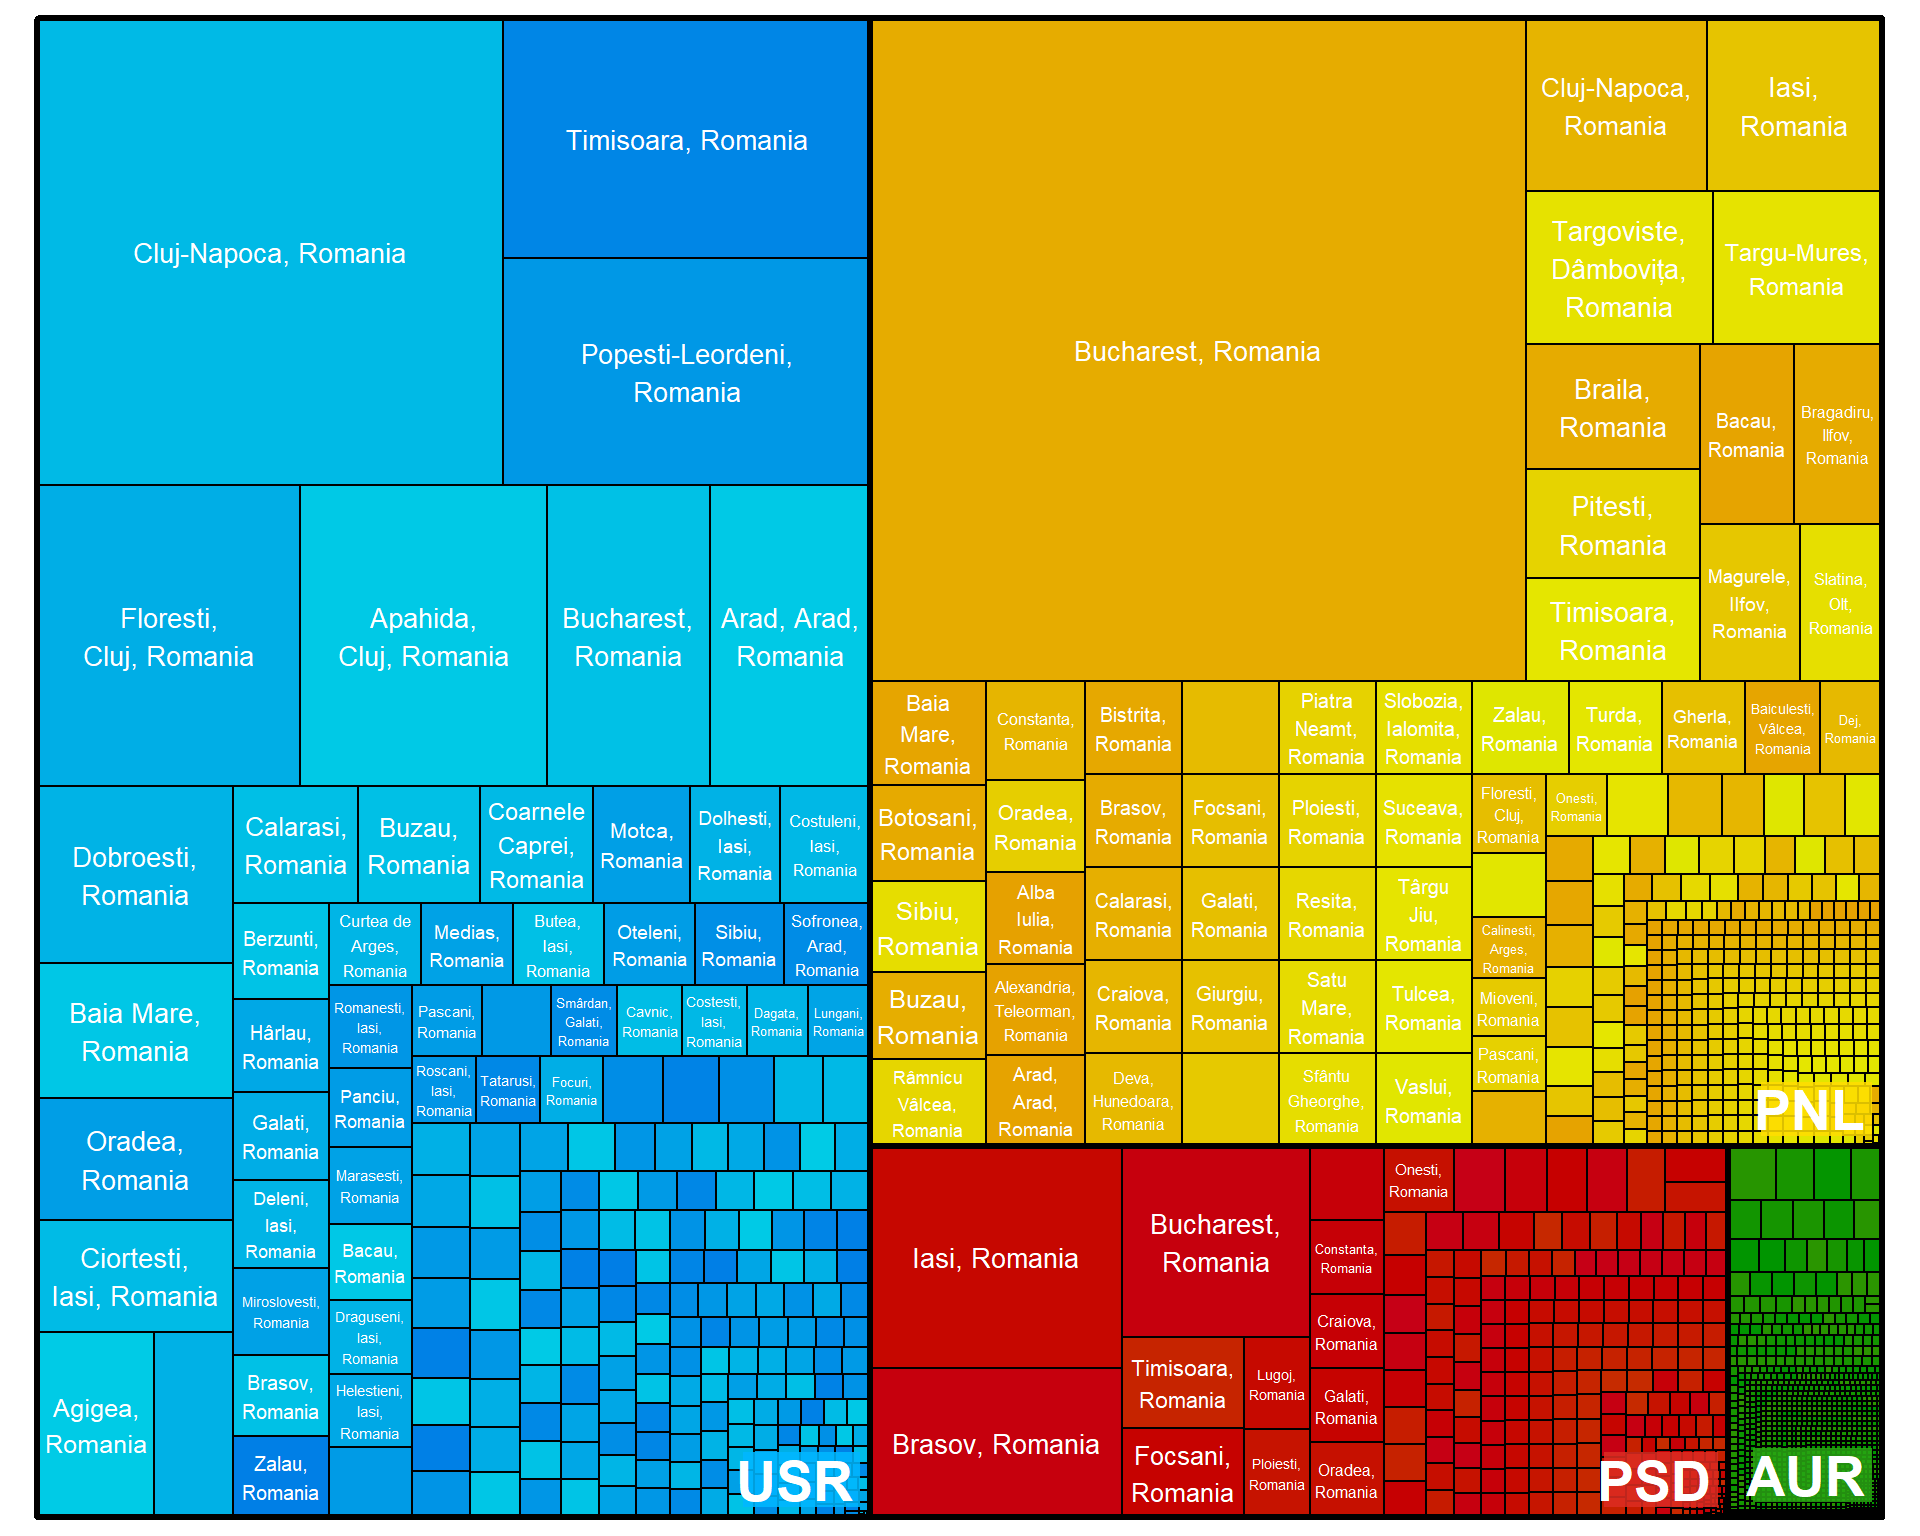 Cluj-Napoca, Romania
Timisoara, Romania
Popesti-Leordeni,
Romania
Floresti,
Cluj, Romania
Apahida,
Cluj, Romania
Bucharest,
Romania
Arad, Arad,
Romania
Dobroesti,
Romania
Baia Mare,
Romania
Oradea,
Romania
Ciortesti,
Iasi, Romania
Agigea,
Romania
Calarasi,
Romania
Buzau,
Romania
Coarnele
Caprei,
Romania
Motca,
Romania
Dolhesti,
Iasi,
Romania
Costuleni,
Iasi,
Romania
Berzunti,
Romania
Hârlau,
Romania
Galati,
Romania
Deleni,
Iasi,
Romania
Miroslovesti,
Romania
Brasov,
Romania
Zalau,
Romania
Curtea de
Arges,
Romania
Medias,
Romania
Butea,
Iasi,
Romania
Oteleni,
Romania
Sibiu,
Romania
Sofronea,
Arad,
Romania
Romanesti,
Iasi,
Romania
Panciu,
Romania
Marasesti,
Romania
Bacau,
Romania
Draguseni,
Iasi,
Romania
Helestieni,
Iasi,
Romania
Pascani,
Romania
Smârdan,
Galati,
Romania
Cavnic,
Romania
Costesti,
Iasi,
Romania
Dagata,
Romania
Lungani,
Romania
Roscani,
Iasi,
Romania
Tatarusi,
Romania
Focuri,
Romania
USR
Bucharest, Romania
Cluj-Napoca,
Romania
Iasi,
Romania
Targoviste,
Dâmbovița,
Romania
Targu-Mures,
Romania
Braila,
Romania
Pitesti,
Romania
Timisoara,
Romania
Bacau,
Romania
Bragadiru,
Ilfov,
Romania
Magurele,
Ilfov,
Romania
Slatina,
Olt,
Romania
Baia
Mare,
Romania
Botosani,
Romania
Sibiu,
Romania
Buzau,
Romania
Râmnicu
Vâlcea,
Romania
Constanta,
Romania
Oradea,
Romania
Alba
Iulia,
Romania
Alexandria,
Teleorman,
Romania
Arad,
Arad,
Romania
Bistrita,
Romania
Brasov,
Romania
Calarasi,
Romania
Craiova,
Romania
Deva,
Hunedoara,
Romania
Focsani,
Romania
Galati,
Romania
Giurgiu,
Romania
Piatra
Neamt,
Romania
Ploiesti,
Romania
Resita,
Romania
Satu
Mare,
Romania
Sfântu
Gheorghe,
Romania
Slobozia,
Ialomita,
Romania
Suceava,
Romania
Târgu
Jiu,
Romania
Tulcea,
Romania
Vaslui,
Romania
Zalau,
Romania
Turda,
Romania
Gherla,
Romania
Baiculesti,
Vâlcea,
Romania
Dej,
Romania
Floresti,
Cluj,
Romania
Onesti,
Romania
Calinesti,
Arges,
Romania
Mioveni,
Romania
Pascani,
Romania
PNL
Iasi, Romania
Brasov, Romania
Bucharest,
Romania
Timisoara,
Romania
Focsani,
Romania
Lugoj,
Romania
Ploiesti,
Romania
Constanta,
Romania
Craiova,
Romania
Galati,
Romania
Oradea,
Romania
Onesti,
Romania
PSD
AUR